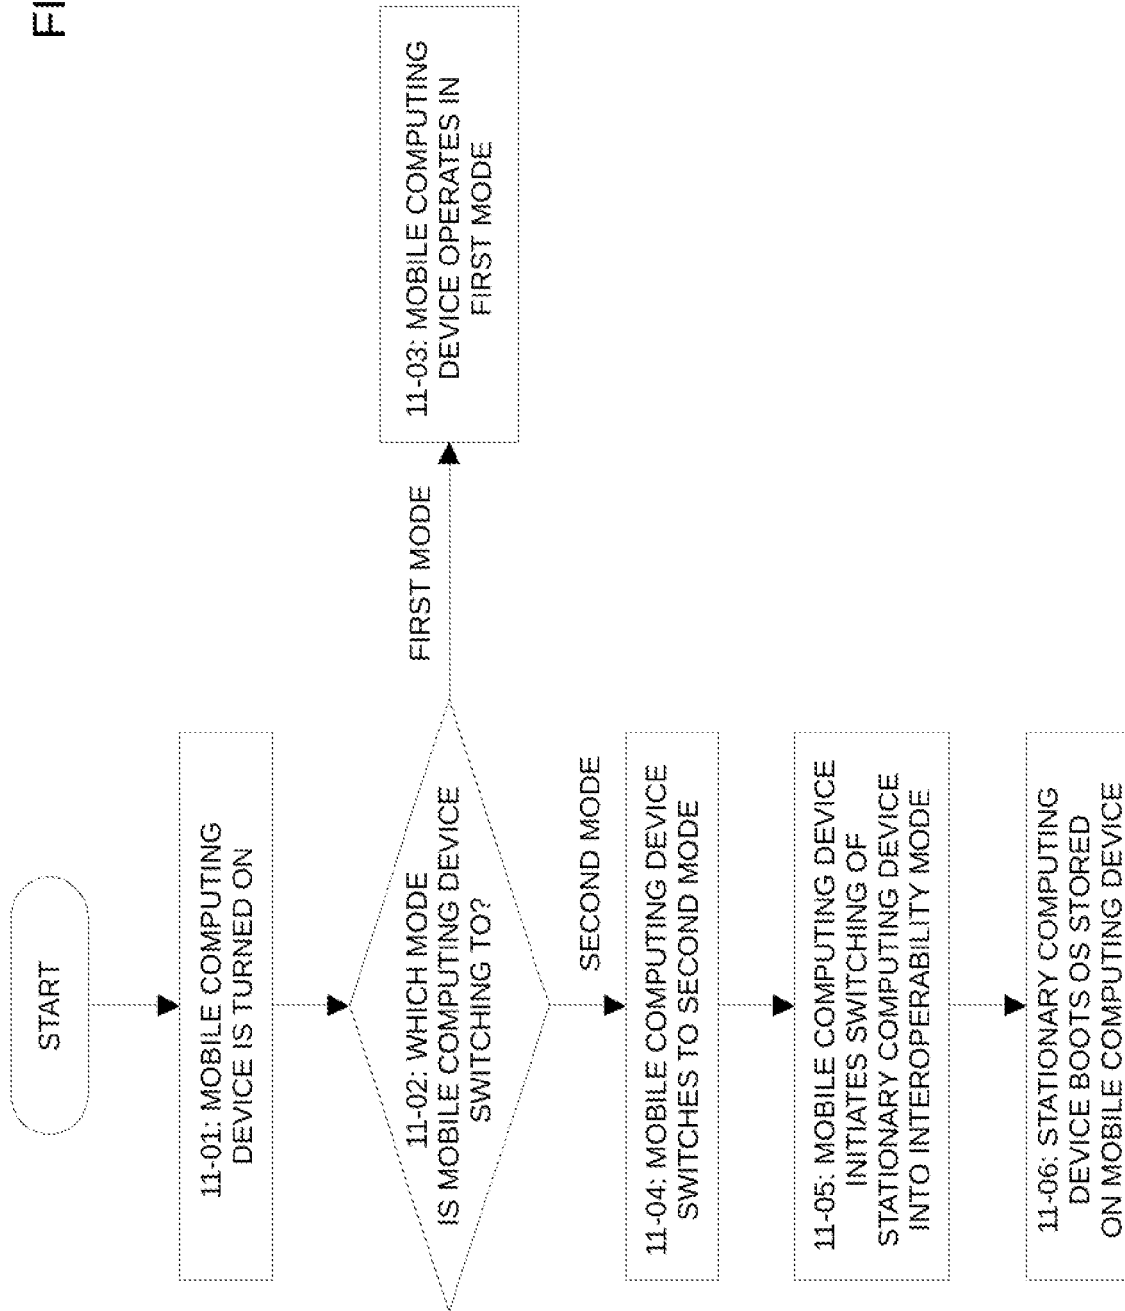 START
11-01: MOBILE COMPUTING
DEVICE IS TURNED ON
11-02: WHICH MODE
IS MOBILE COMPUTING DEVICE
SWITCHING TO?
FIRST MODE
11-03: MOBILE COMPUTING
DEVICE OPERATES IN
FIRST MODE
SECOND MODE
11-04: MOBILE COMPUTING DEVICE
SWITCHES TO SECOND MODE
11-05: MOBILE COMPUTING DEVICE
INITIATES SWITCHING OF
STATIONARY COMPUTING DEVICE
INTO INTEROPERABILITY MODE
11-06: STATIONARY COMPUTING
DEVICE BOOTS OS STORED
ON MOBILE COMPUTING DEVICE